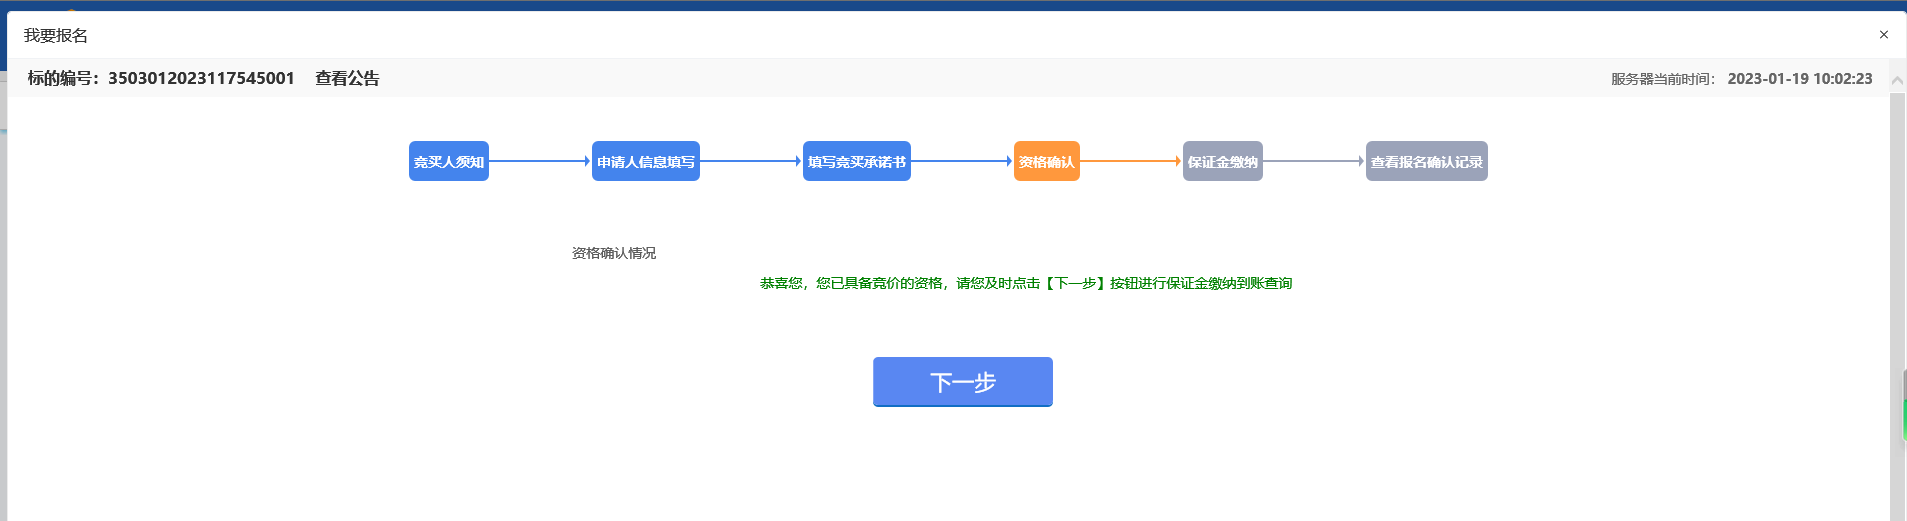 我要报名 ×
标的编号：3503012023117545001 查看公告 服务器当前时间： 2023-01-19 10:02:23
竞买人须知 申请人信息填写 填写竞买承诺书 资格确认 保证金缴纳 查看报名确认记录
资格确认情况
恭喜您，您已具备竞价的资格，请您及时点击【下一步】按钮进行保证金缴纳到账查询
下一步